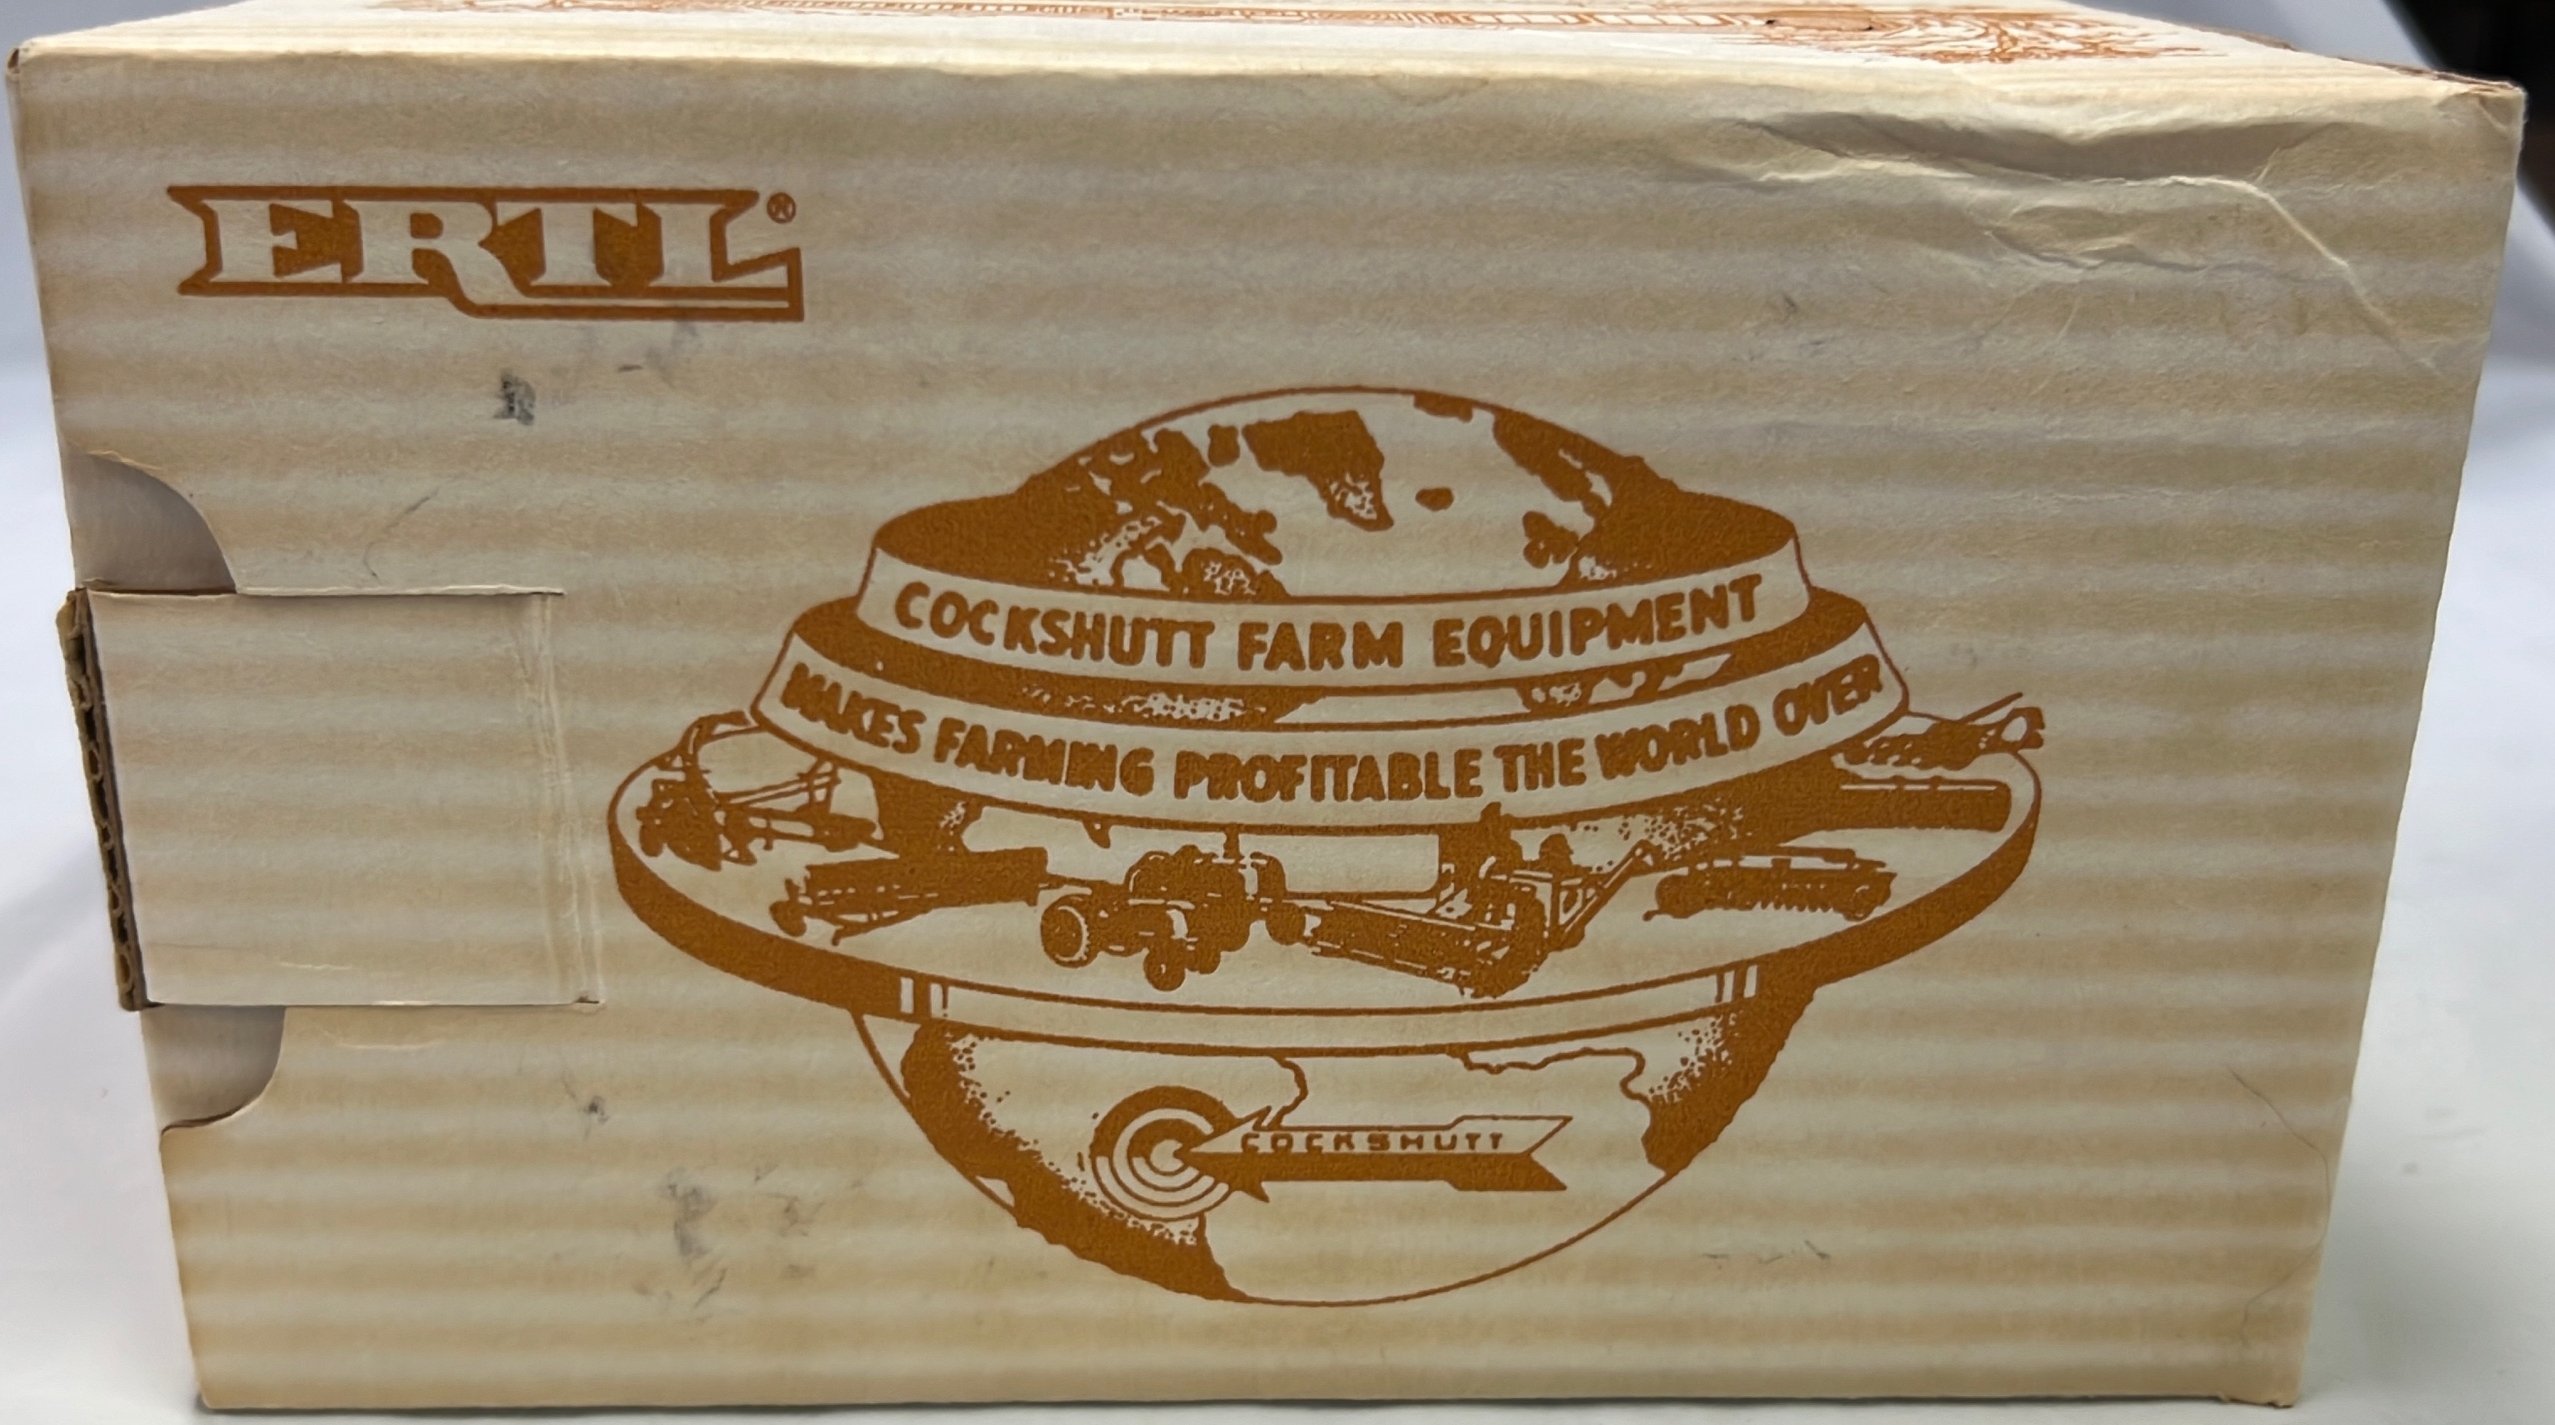 ERTL®
COCKSHUTT FARM EQUIPMENT
MAKES FARMING PROFITABLE THE WORLD OVER
COCKSHUTT